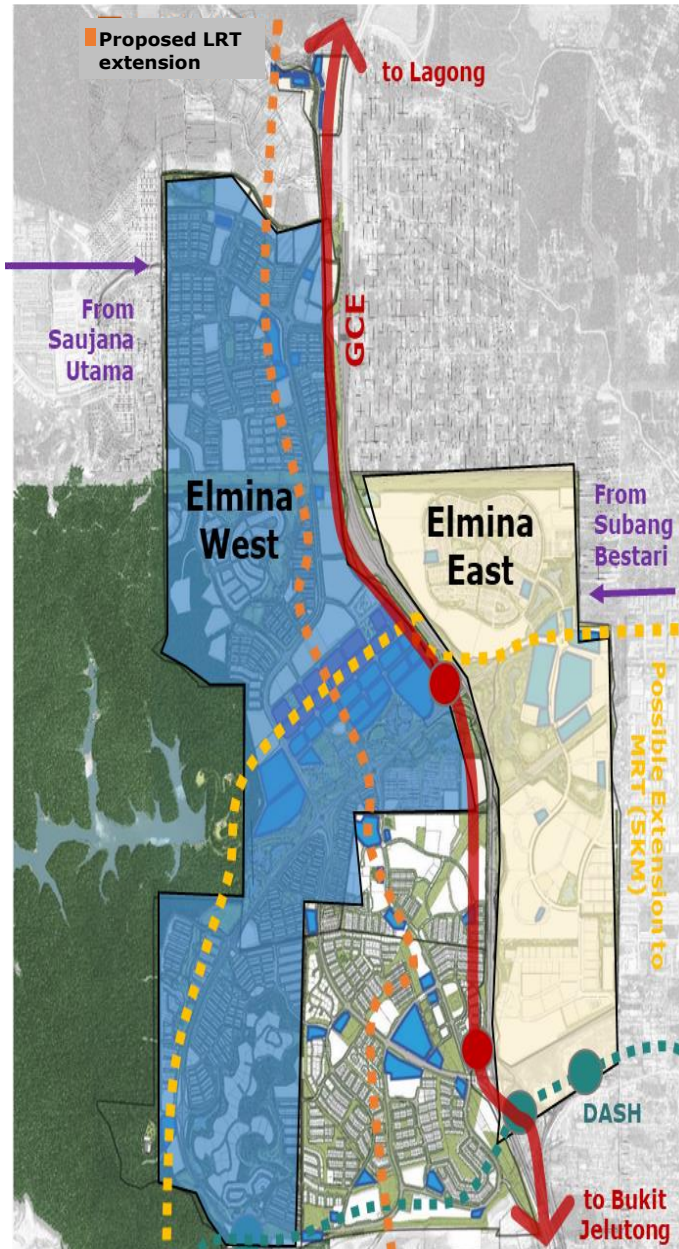 Proposed LRT
extension
to Lagong
From
Saujana
Utama
GCE
Elmina
West
Elmina
East
From
Subang
Bestari
Possible Extension to
MRT (5KM)
DASH
to Bukit
Jelutong